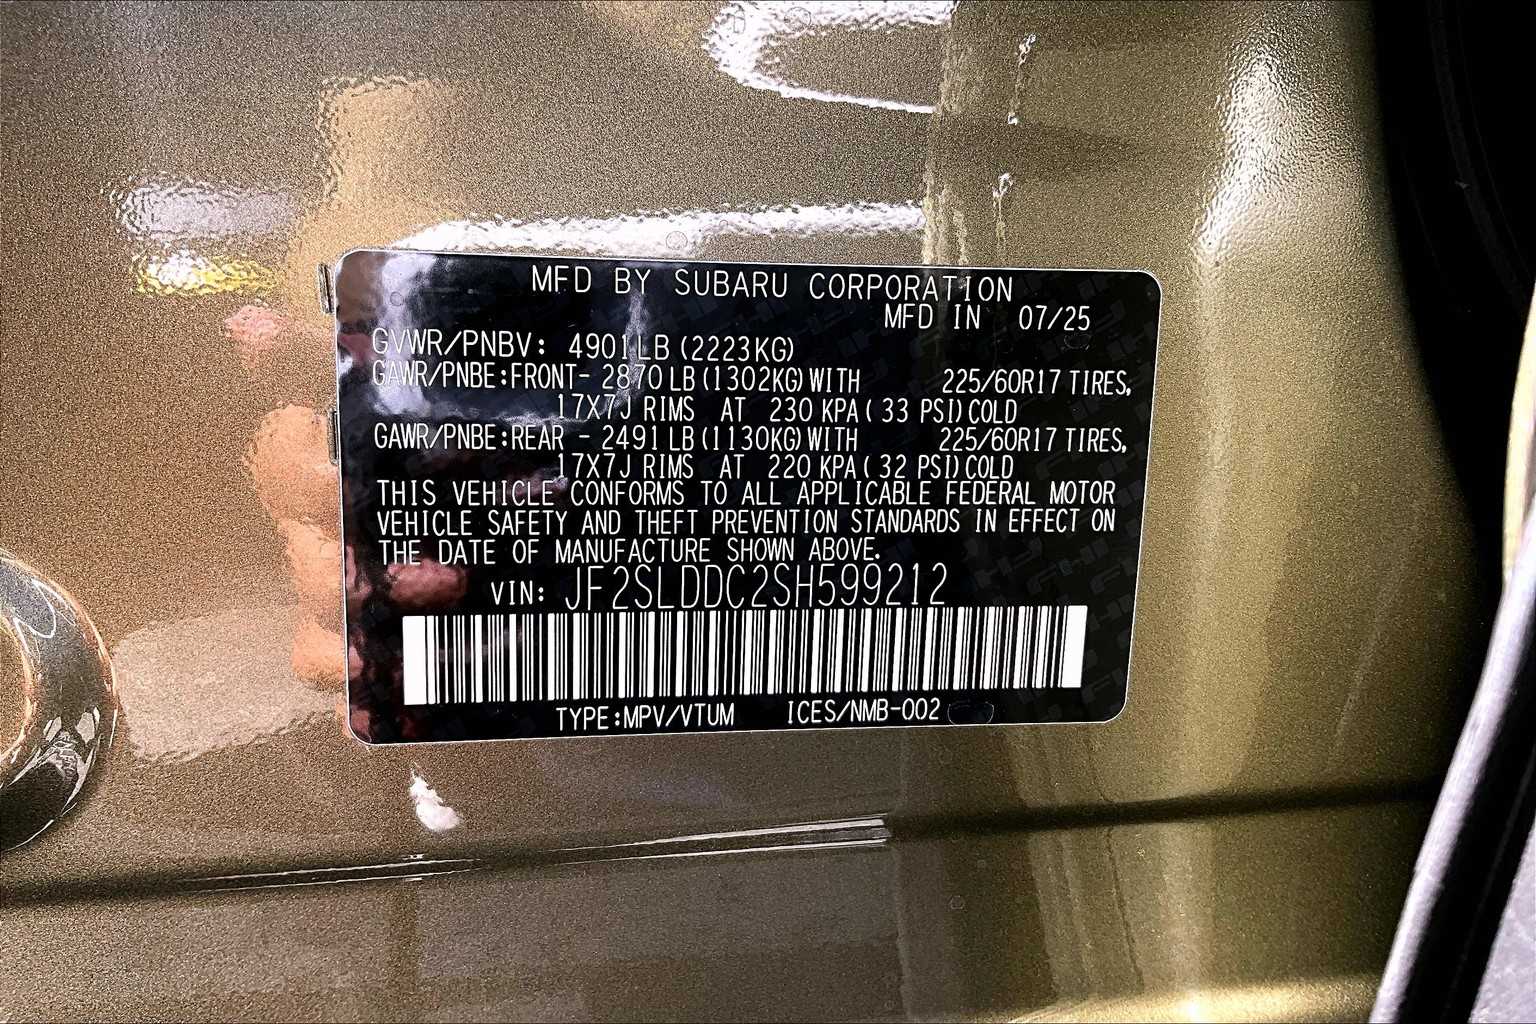 MFD BY SUBARU CORPORATION
MFD IN 07/25
GVWR/PNBV: 4901LB (2223KG)
GAWR/PNBE:FRONT- 2870 LB (1302KG) WITH 225/60R17 TIRES,
17X7J RIMS AT 230 KPA ( 33 PSI) COLD
GAWR/PNBE:REAR - 2491 LB (1130KG) WITH 225/60R17 TIRES,
17X7J RIMS AT 220 KPA ( 32 PSI) COLD
THIS VEHICLE CONFORMS TO ALL APPLICABLE FEDERAL MOTOR
VEHICLE SAFETY AND THEFT PREVENTION STANDARDS IN EFFECT ON
THE DATE OF MANUFACTURE SHOWN ABOVE.
VIN: JF2SLDDC2SH599212
TYPE:MPV/VTUM ICES/NMB-002